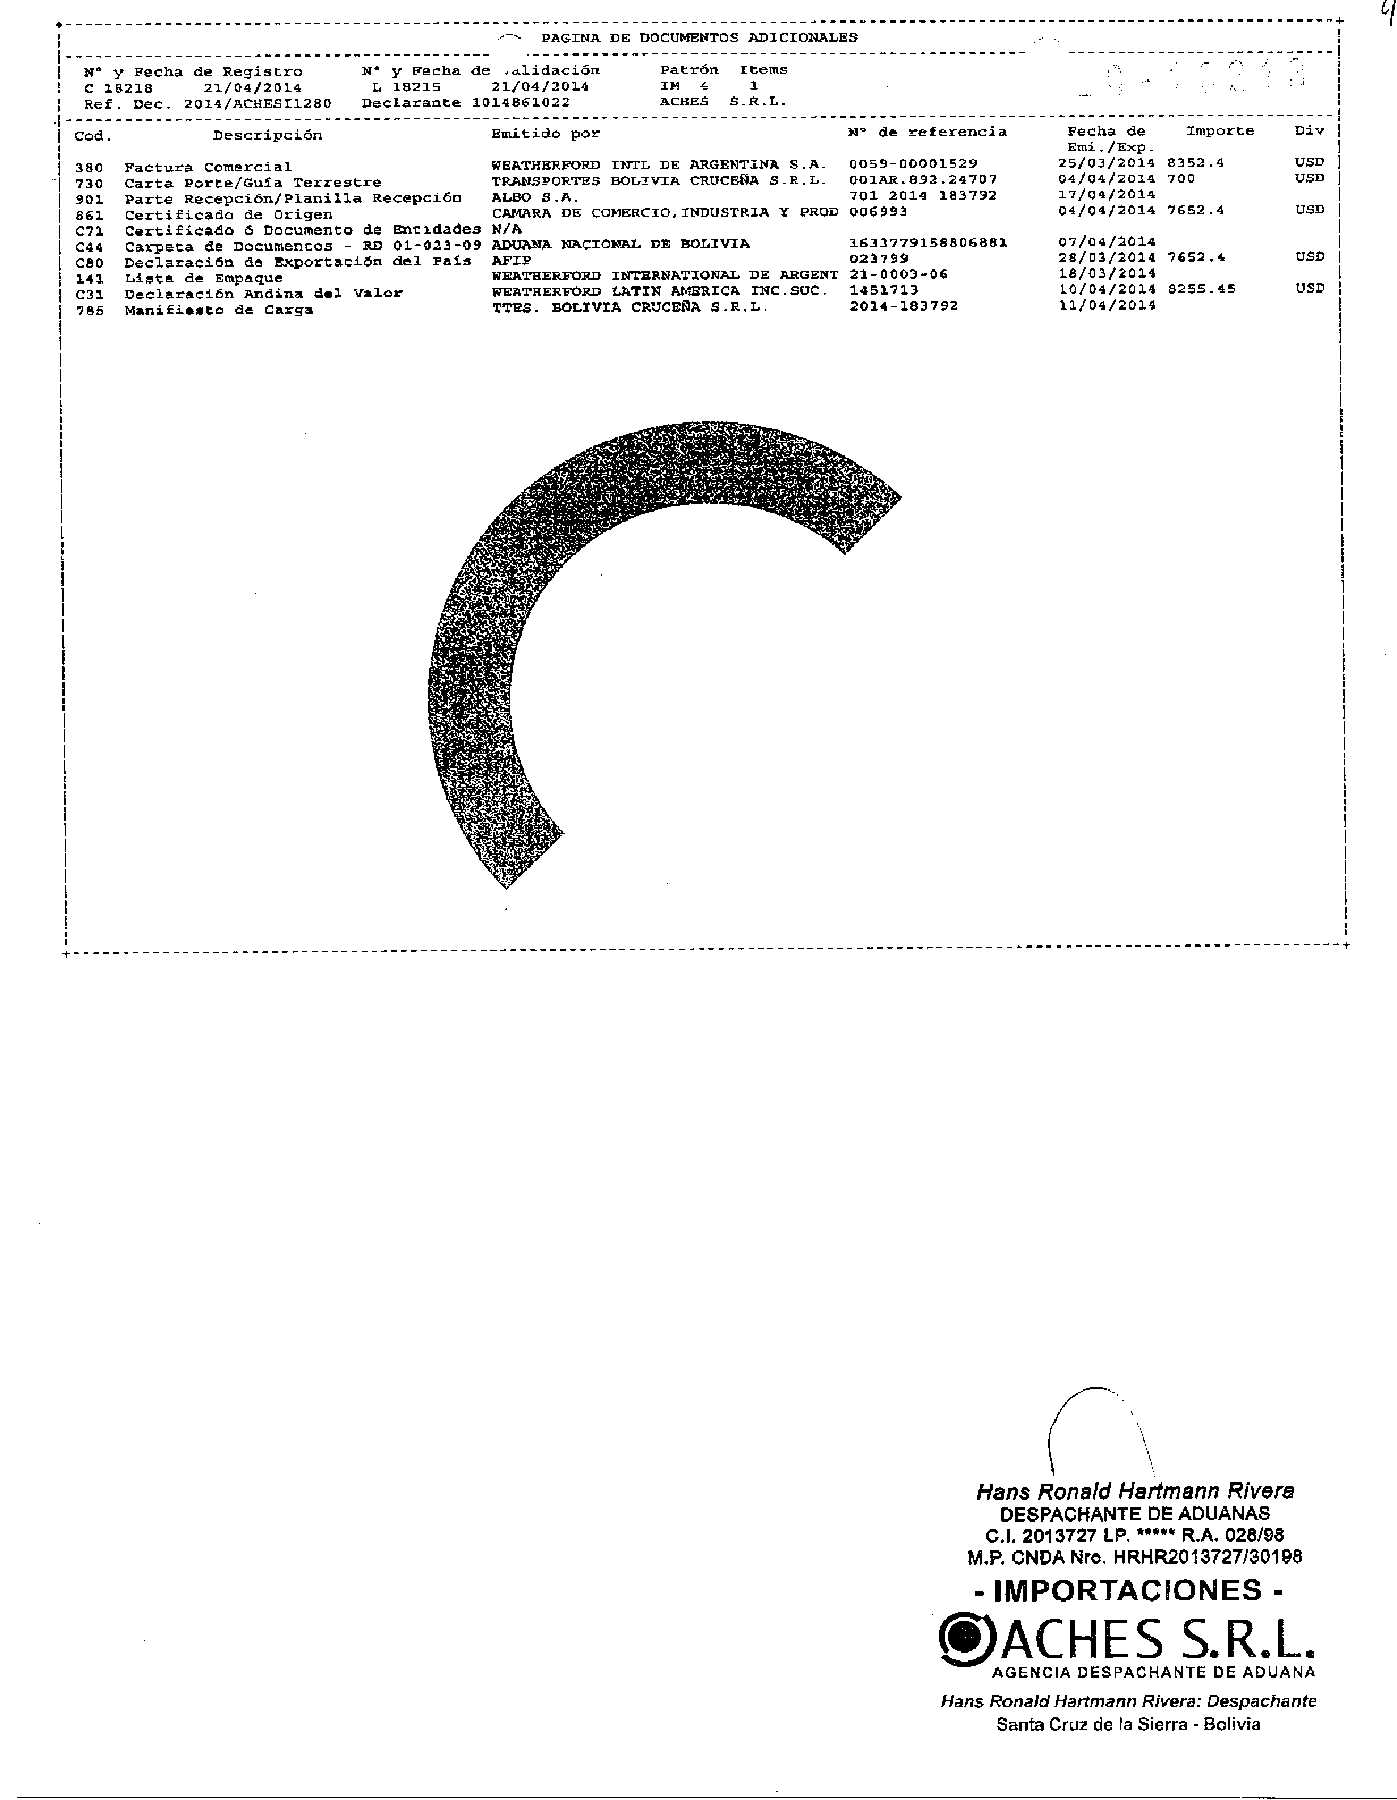 PAGINA DE DOCUMENTOS ADICIONALES
N° y Fecha de Registro N° y Fecha de .alidación Patrón Items
C 18218 21/04/2014 L 18215 21/04/2014 IM 4 1
Ref. Dec. 2014/ACHESI1280 Declarante 1014861022 ACHES S.R.L.
Cod. Descripción Emitido por N° de referencia Fecha de Importe Div
Emi./Exp.
380 Factura Comercial WEATHERFORD INTL DE ARGENTINA S.A. 0059-00001529 25/03/2014 8352.4 USD
730 Carta Porte/Guía Terrestre TRANSPORTES BOLIVIA CRUCEÑA S.R.L. 001AR.892.24707 04/04/2014 700 USD
901 Parte Recepción/Planilla Recepción ALBO S.A. 701 2014 183792 17/04/2014
861 Certificado de Origen CAMARA DE COMERCIO,INDUSTRIA Y PROD 006993 04/04/2014 7652.4 USD
C71 Certificado ó Documento de Entidades N/A
C44 Carpeta de Documentos - RD 01-023-09 ADUANA NACIONAL DE BOLIVIA 1633779158806881 07/04/2014
C80 Declaración de Exportación del País AFIP 023799 28/03/2014 7652.4 USD
141 Lista de Empaque WEATHERFORD INTERNATIONAL DE ARGENT 21-0003-06 18/03/2014
C31 Declaración Andina del Valor WEATHERFORD LATIN AMERICA INC.SUC. 1451713 10/04/2014 8255.45 USD
785 Manifiesto de Carga TTES. BOLIVIA CRUCEÑA S.R.L. 2014-183792 11/04/2014
Hans Ronald Hartmann Rivera
DESPACHANTE DE ADUANAS
C.I. 2013727 LP. ***** R.A. 028/98
M.P. CNDA Nro. HRHR2013727/30198
- IMPORTACIONES -
ACHES S.R.L.
AGENCIA DESPACHANTE DE ADUANA
Hans Ronald Hartmann Rivera: Despachante
Santa Cruz de la Sierra - Bolivia